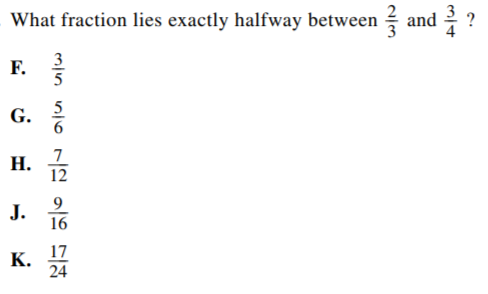 What fraction lies exactly halfway between 2/3 and 3/4 ?
F. 3/5
G. 5/6
H. 7/12
J. 9/16
K. 17/24